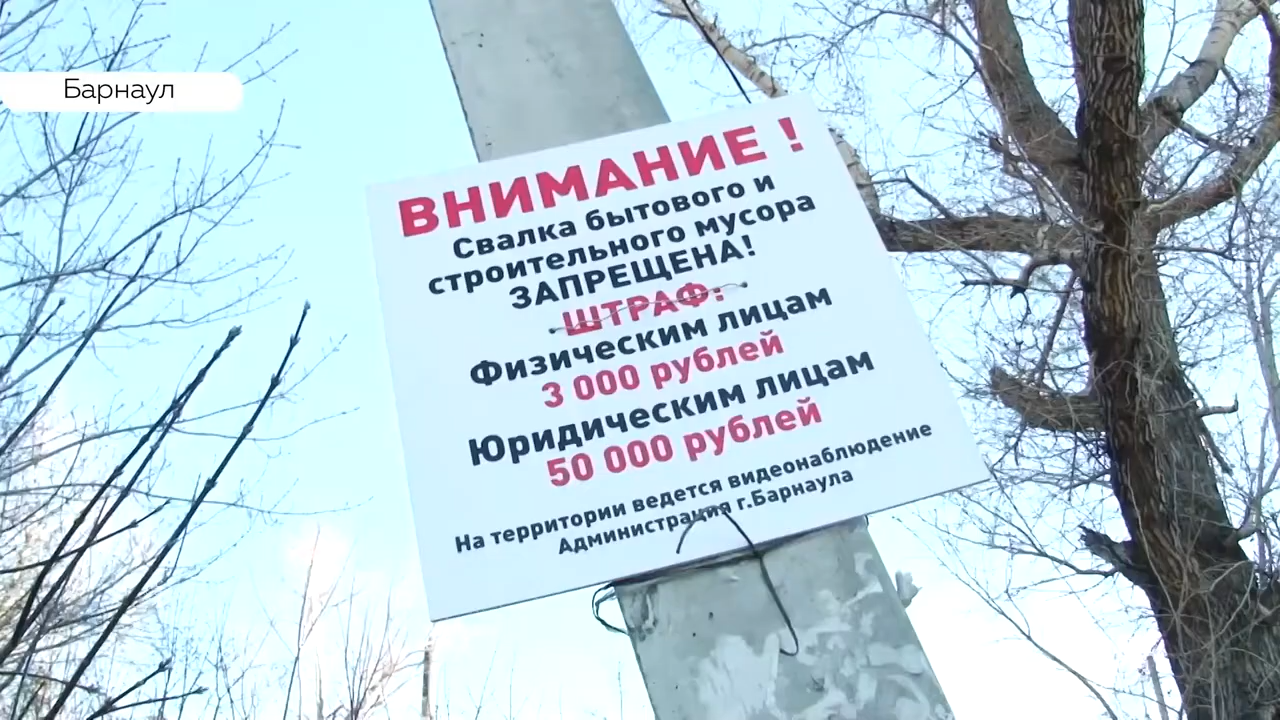 Барнаул
ВНИМАНИЕ !
Свалка бытового и
строительного мусора
ЗАПРЕЩЕНА!
ШТРАФ:
Физическим лицам
3 000 рублей
Юридическим лицам
50 000 рублей
На территории ведется видеонаблюдение
Администрация г.Барнаула